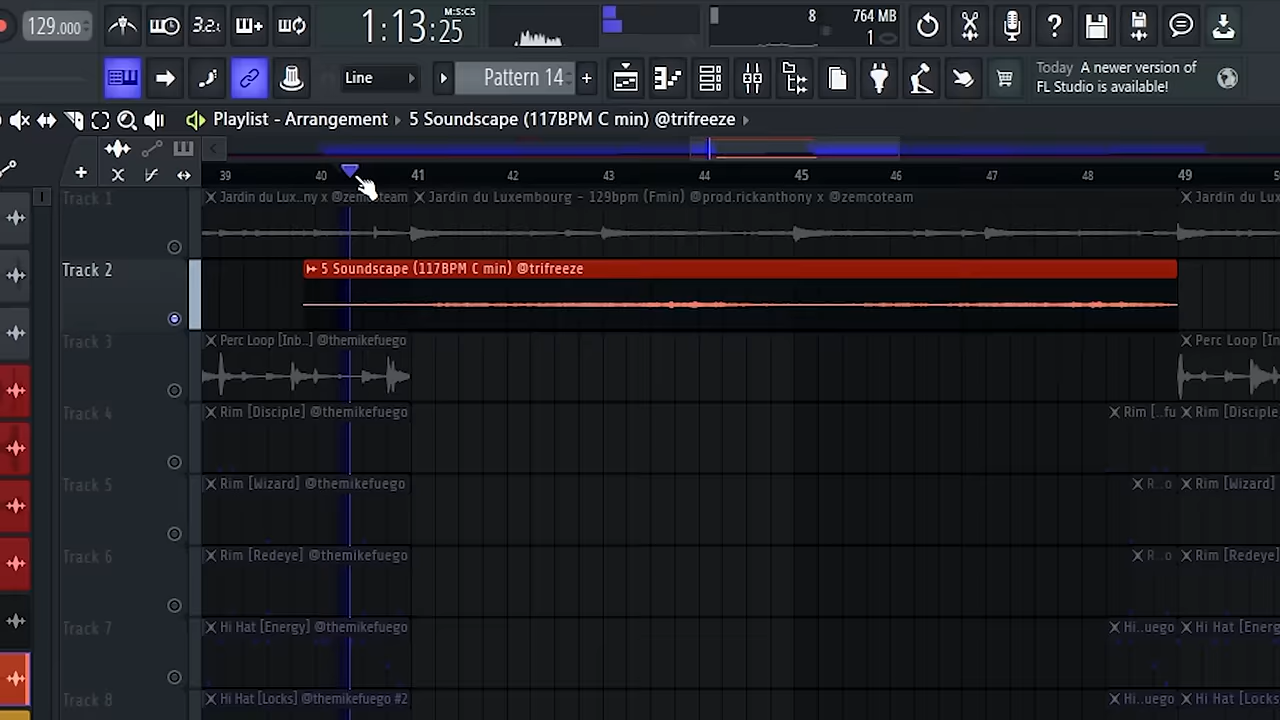 129.000
3.2.
1:13:25
M:S:CS
8
764 MB
1
Line
Pattern 14
Today A newer version of
FL Studio is available!
Playlist - Arrangement
5 Soundscape (117BPM C min) @trifreeze
39 40 41 42 43 44 45 46 47 48 49
Track 1
Jardin du Lux..ny x @zemcoteam
Jardin du Luxembourg - 129bpm (Fmin) @prod.rickanthony x @zemcoteam
Jardin du Lu
Track 2
5 Soundscape (117BPM C min) @trifreeze
Track 3
Perc Loop [Inb..] @themikefuego
Perc Loop [In
Track 4
Rim [Disciple] @themikefuego
Rim [..fu
Rim [Disciple
Track 5
Rim [Wizard] @themikefuego
R..o
Rim [Wizard]
Track 6
Rim [Redeye] @themikefuego
R..o
Rim [Redeye]
Track 7
Hi Hat [Energy] @themikefuego
Hi..uego
Hi Hat [Energ
Track 8
Hi Hat [Locks] @themikefuego #2
Hi..uego
Hi Hat [Locks